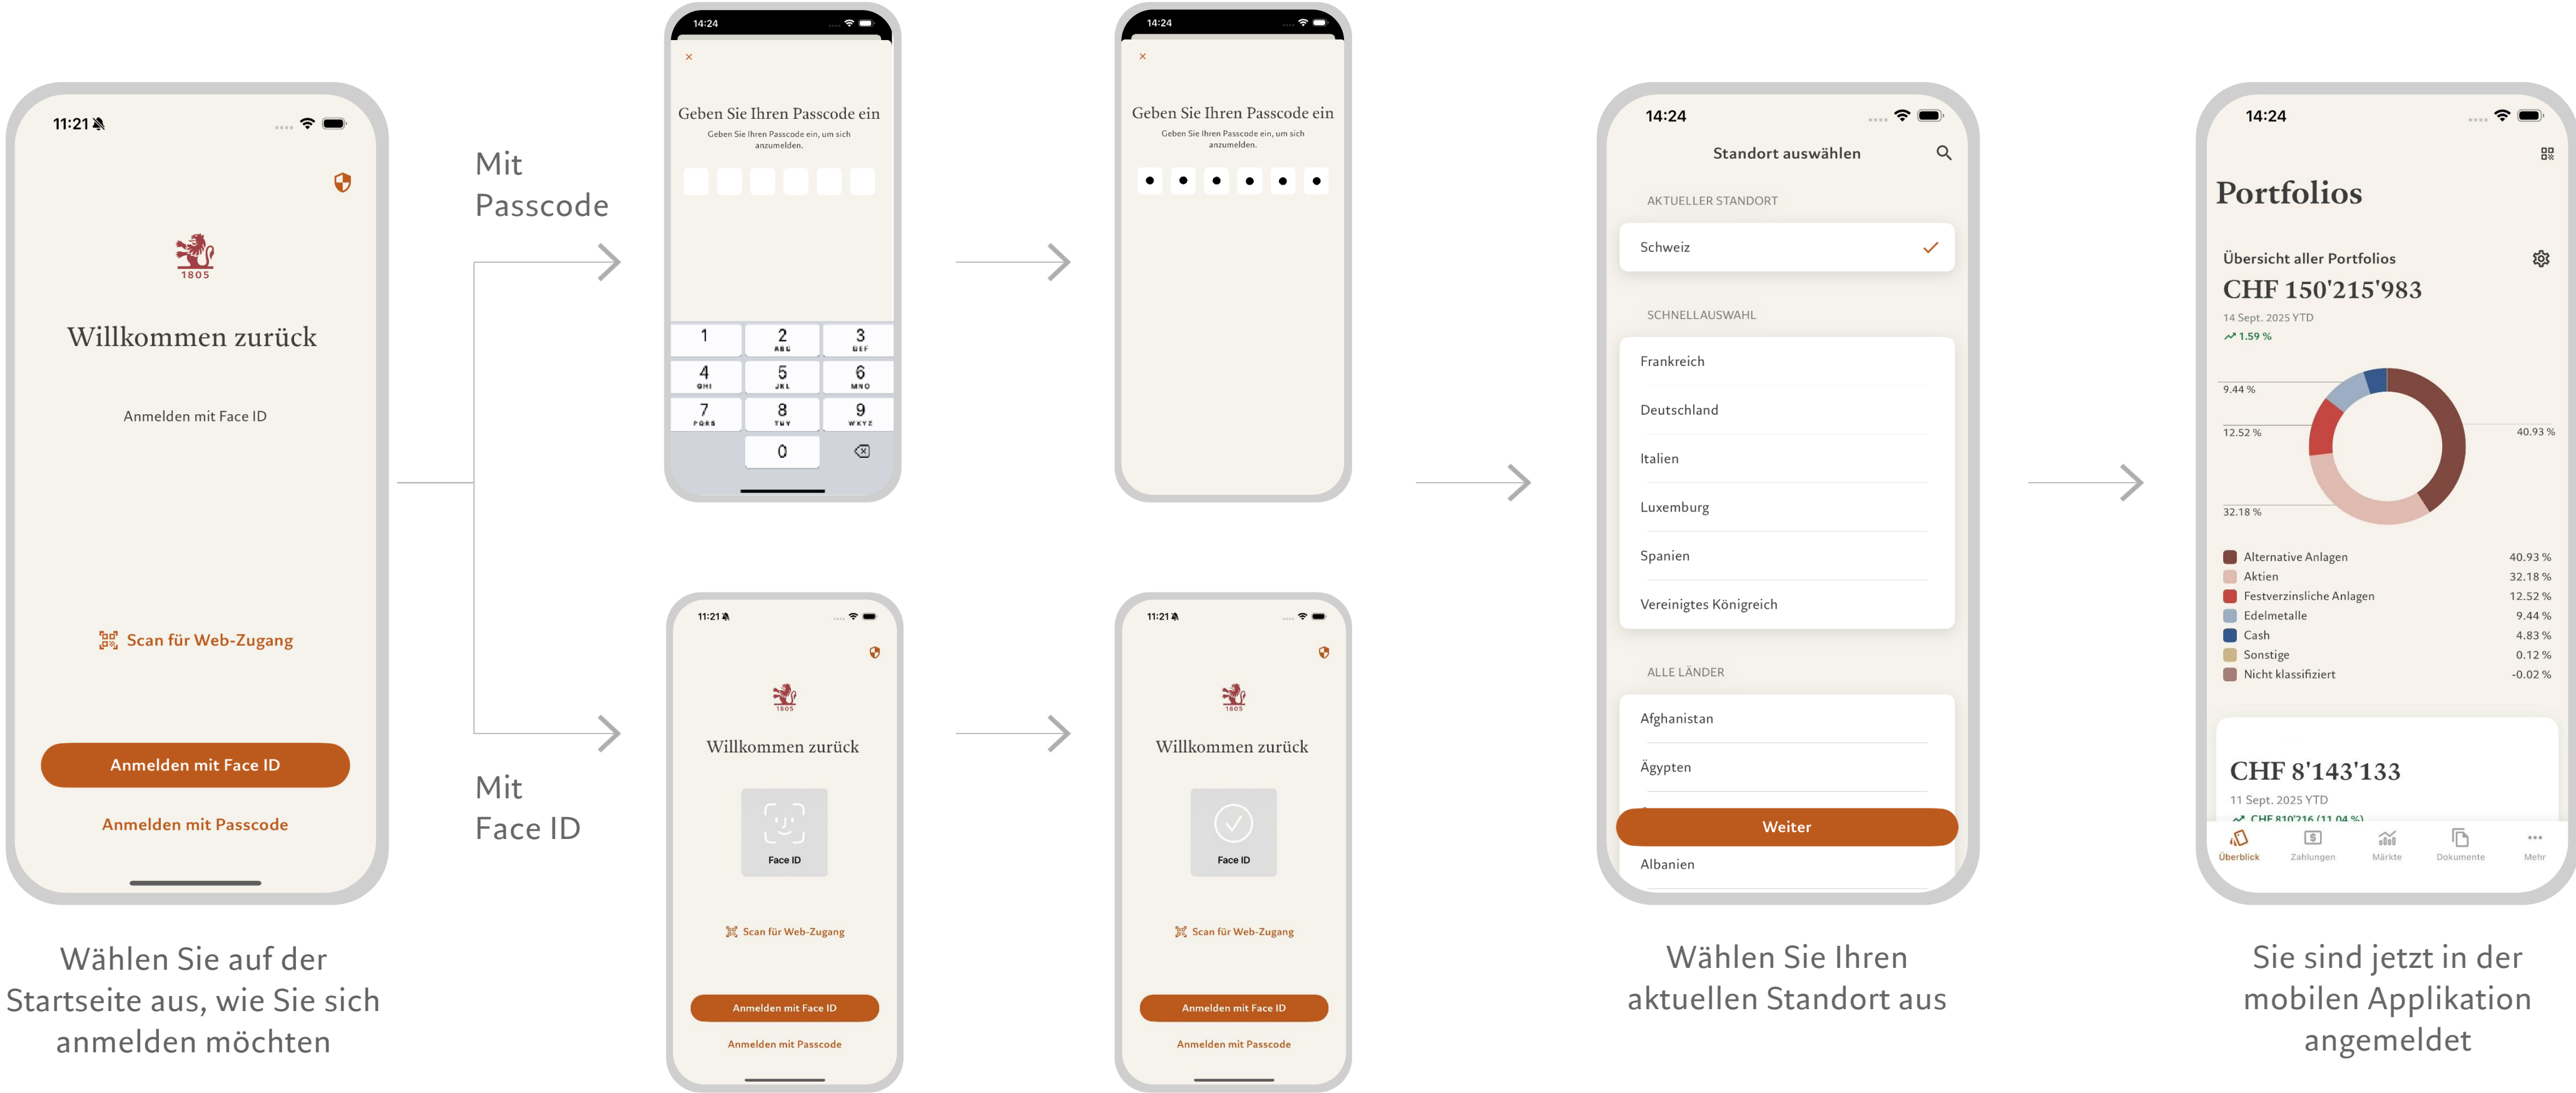 11:21
1805
Willkommen zurück
Anmelden mit Face ID
Scan für Web-Zugang
Anmelden mit Face ID
Anmelden mit Passcode
Wählen Sie auf der
Startseite aus, wie Sie sich
anmelden möchten
Mit
Passcode
14:24
×
Geben Sie Ihren Passcode ein
Geben Sie Ihren Passcode ein, um sich
anzumelden.
1 2 3
ABC DEF
4 5 6
GHI JKL MNO
7 8 9
PQRS TUV WXYZ
0
14:24
×
Geben Sie Ihren Passcode ein
Geben Sie Ihren Passcode ein, um sich
anzumelden.
Mit
Face ID
11:21
1805
Willkommen zurück
Face ID
Scan für Web-Zugang
Anmelden mit Face ID
Anmelden mit Passcode
11:21
1805
Willkommen zurück
Face ID
Scan für Web-Zugang
Anmelden mit Face ID
Anmelden mit Passcode
14:24
Standort auswählen
AKTUELLER STANDORT
Schweiz
SCHNELLAUSWAHL
Frankreich
Deutschland
Italien
Luxemburg
Spanien
Vereinigtes Königreich
ALLE LÄNDER
Afghanistan
Ägypten
Weiter
Albanien
Wählen Sie Ihren
aktuellen Standort aus
14:24
Portfolios
Übersicht aller Portfolios
CHF 150'215'983
14 Sept. 2025 YTD
1.59 %
9.44 %
12.52 %
40.93 %
32.18 %
Alternative Anlagen 40.93 %
Aktien 32.18 %
Festverzinsliche Anlagen 12.52 %
Edelmetalle 9.44 %
Cash 4.83 %
Sonstige 0.12 %
Nicht klassifiziert -0.02 %
CHF 8'143'133
11 Sept. 2025 YTD
CHF 810'216 (11.04 %)
Überblick Zahlungen Märkte Dokumente Mehr
Sie sind jetzt in der
mobilen Applikation
angemeldet